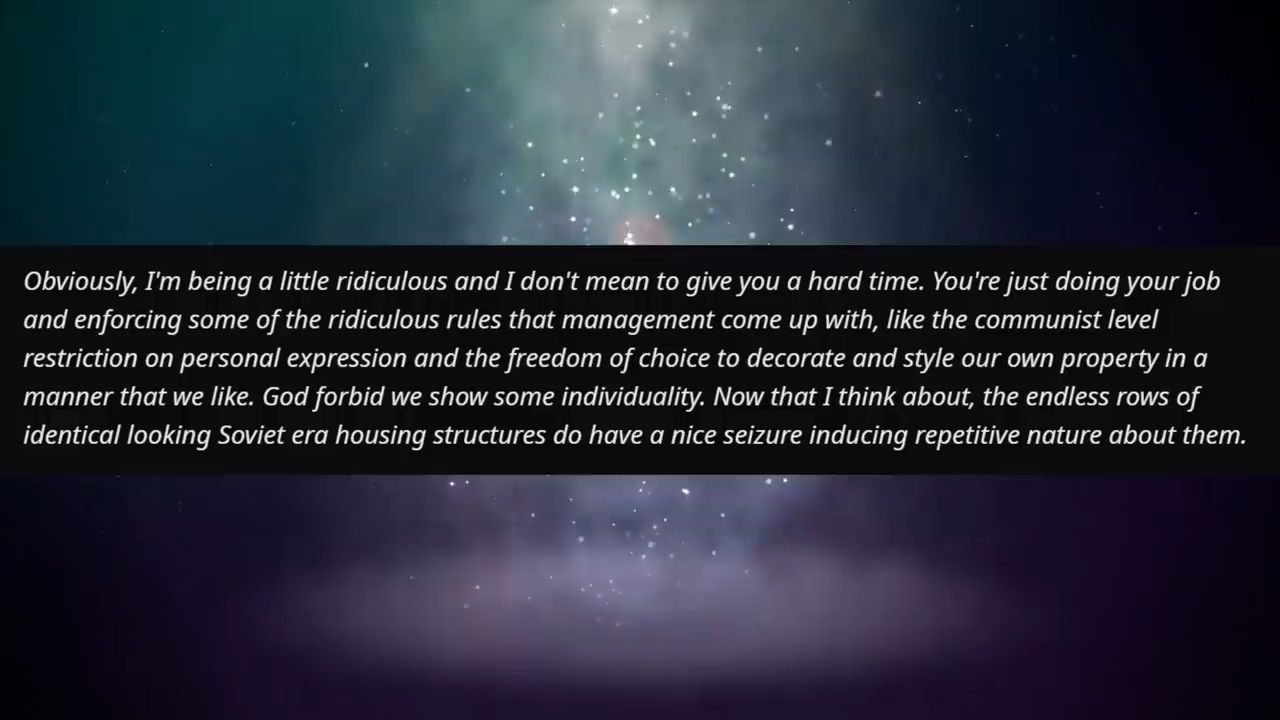 Obviously, I'm being a little ridiculous and I don't mean to give you a hard time. You're just doing your job
and enforcing some of the ridiculous rules that management come up with, like the communist level
restriction on personal expression and the freedom of choice to decorate and style our own property in a
manner that we like. God forbid we show some individuality. Now that I think about, the endless rows of
identical looking Soviet era housing structures do have a nice seizure inducing repetitive nature about them.